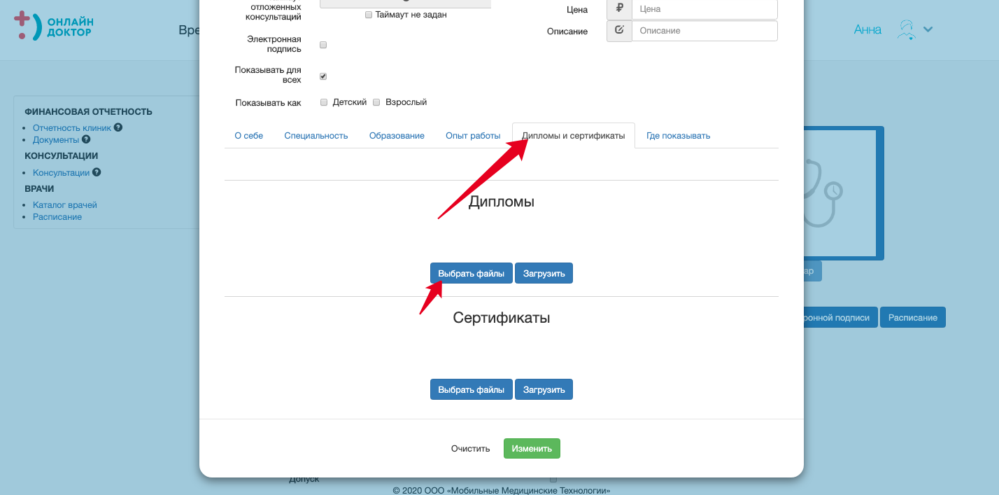 ОНЛАЙН
ДОКТОР
Анна
ФИНАНСОВАЯ ОТЧЕТНОСТЬ
Отчетность клиник
Документы
КОНСУЛЬТАЦИИ
Консультации
ВРАЧИ
Каталог врачей
Расписание
отложенных
консультаций
Таймаут не задан
Электронная
подпись
Показывать для
всех
Показывать как
Детский
Взрослый
Цена
₽
Цена
Описание
Описание
О себе
Специальность
Образование
Опыт работы
Дипломы и сертификаты
Где показывать
Дипломы
Выбрать файлы
Загрузить
Сертификаты
Выбрать файлы
Загрузить
Очистить
Изменить
подписи
Расписание
Допуск
© 2020 ООО «Мобильные Медицинские Технологии»